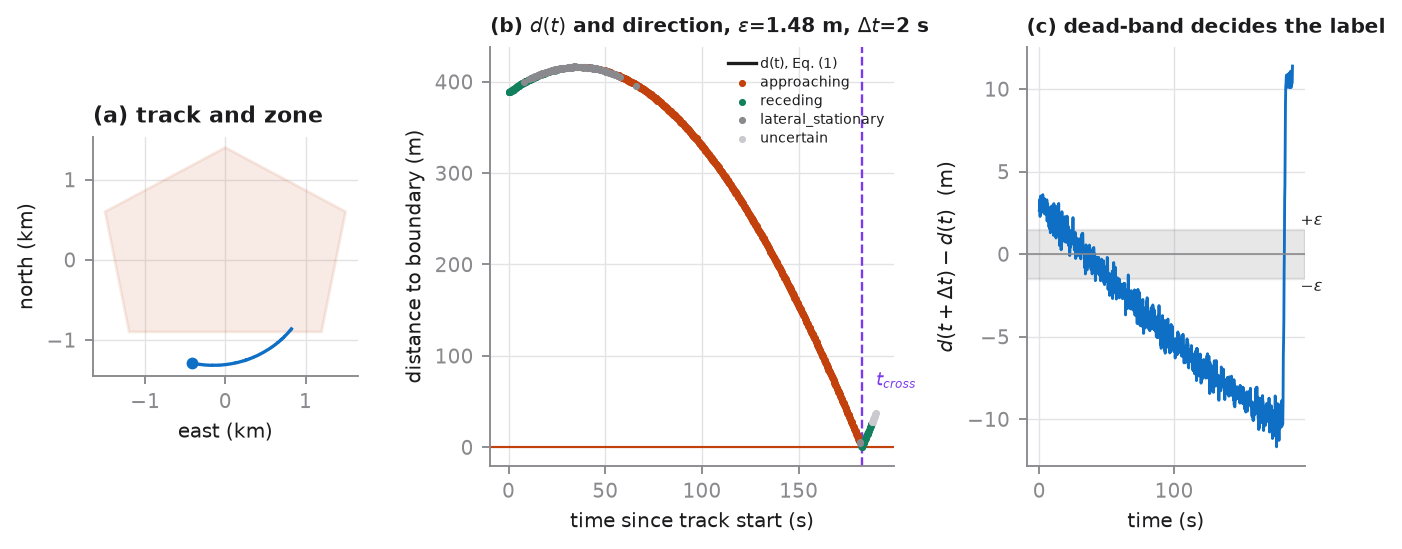 (a) track and zone
north (km)
1
0
−1
−1
0
1
east (km)
(b) d(t) and direction, ε=1.48 m, Δt=2 s
distance to boundary (m)
400
300
200
100
0
d(t), Eq. (1)
approaching
receding
lateral_stationary
uncertain
t_cross
0
50
100
150
time since track start (s)
(c) dead-band decides the label
d(t + Δt) − d(t) (m)
10
5
0
−5
−10
+ε
−ε
0
100
time (s)